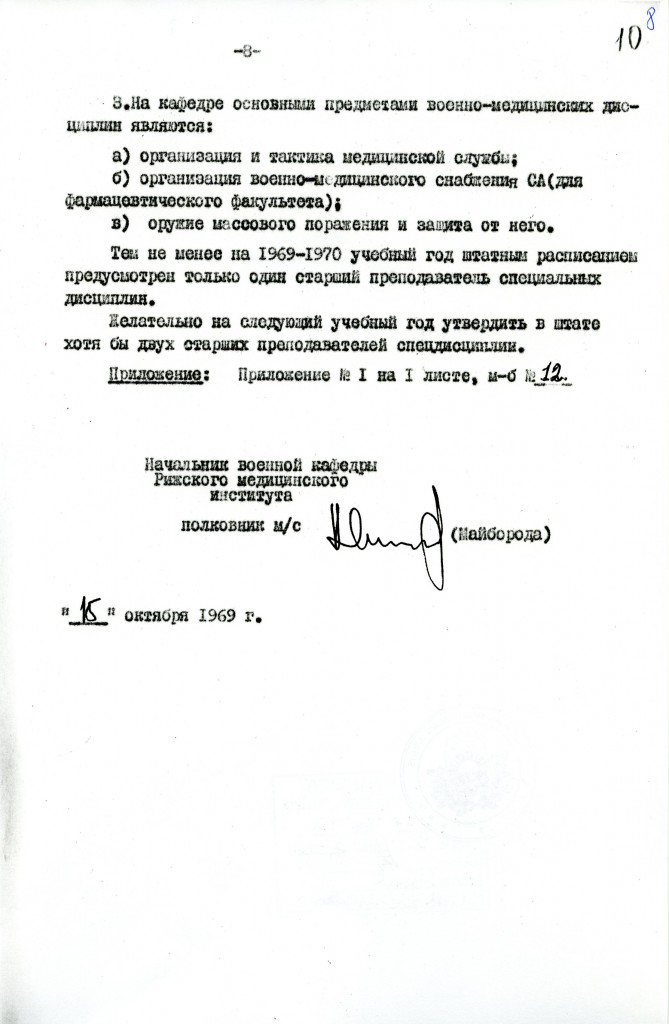 8
10
-8-
3.На кафедре основными предметами военно-медицинских дис-
циплин являются:
а) организация и тактика медицинской службы;
б) организация военно-медицинского снабжения СА(для
фармацевтического факультета);
в) оружие массового поражения и защита от него.
Тем не менее на 1969-1970 учебный год штатным расписанием
предусмотрен только один старший преподаватель специальных
дисциплин.
Желательно на следующий учебный год утвердить в штате
хотя бы двух старших преподавателей спецдисциплин.
Приложение: Приложение № I на I листе, м-б № 12.
Начальник военной кафедры
Рижского медицинского
института
полковник м/с
(Майборода)
"15" октября 1969 г.